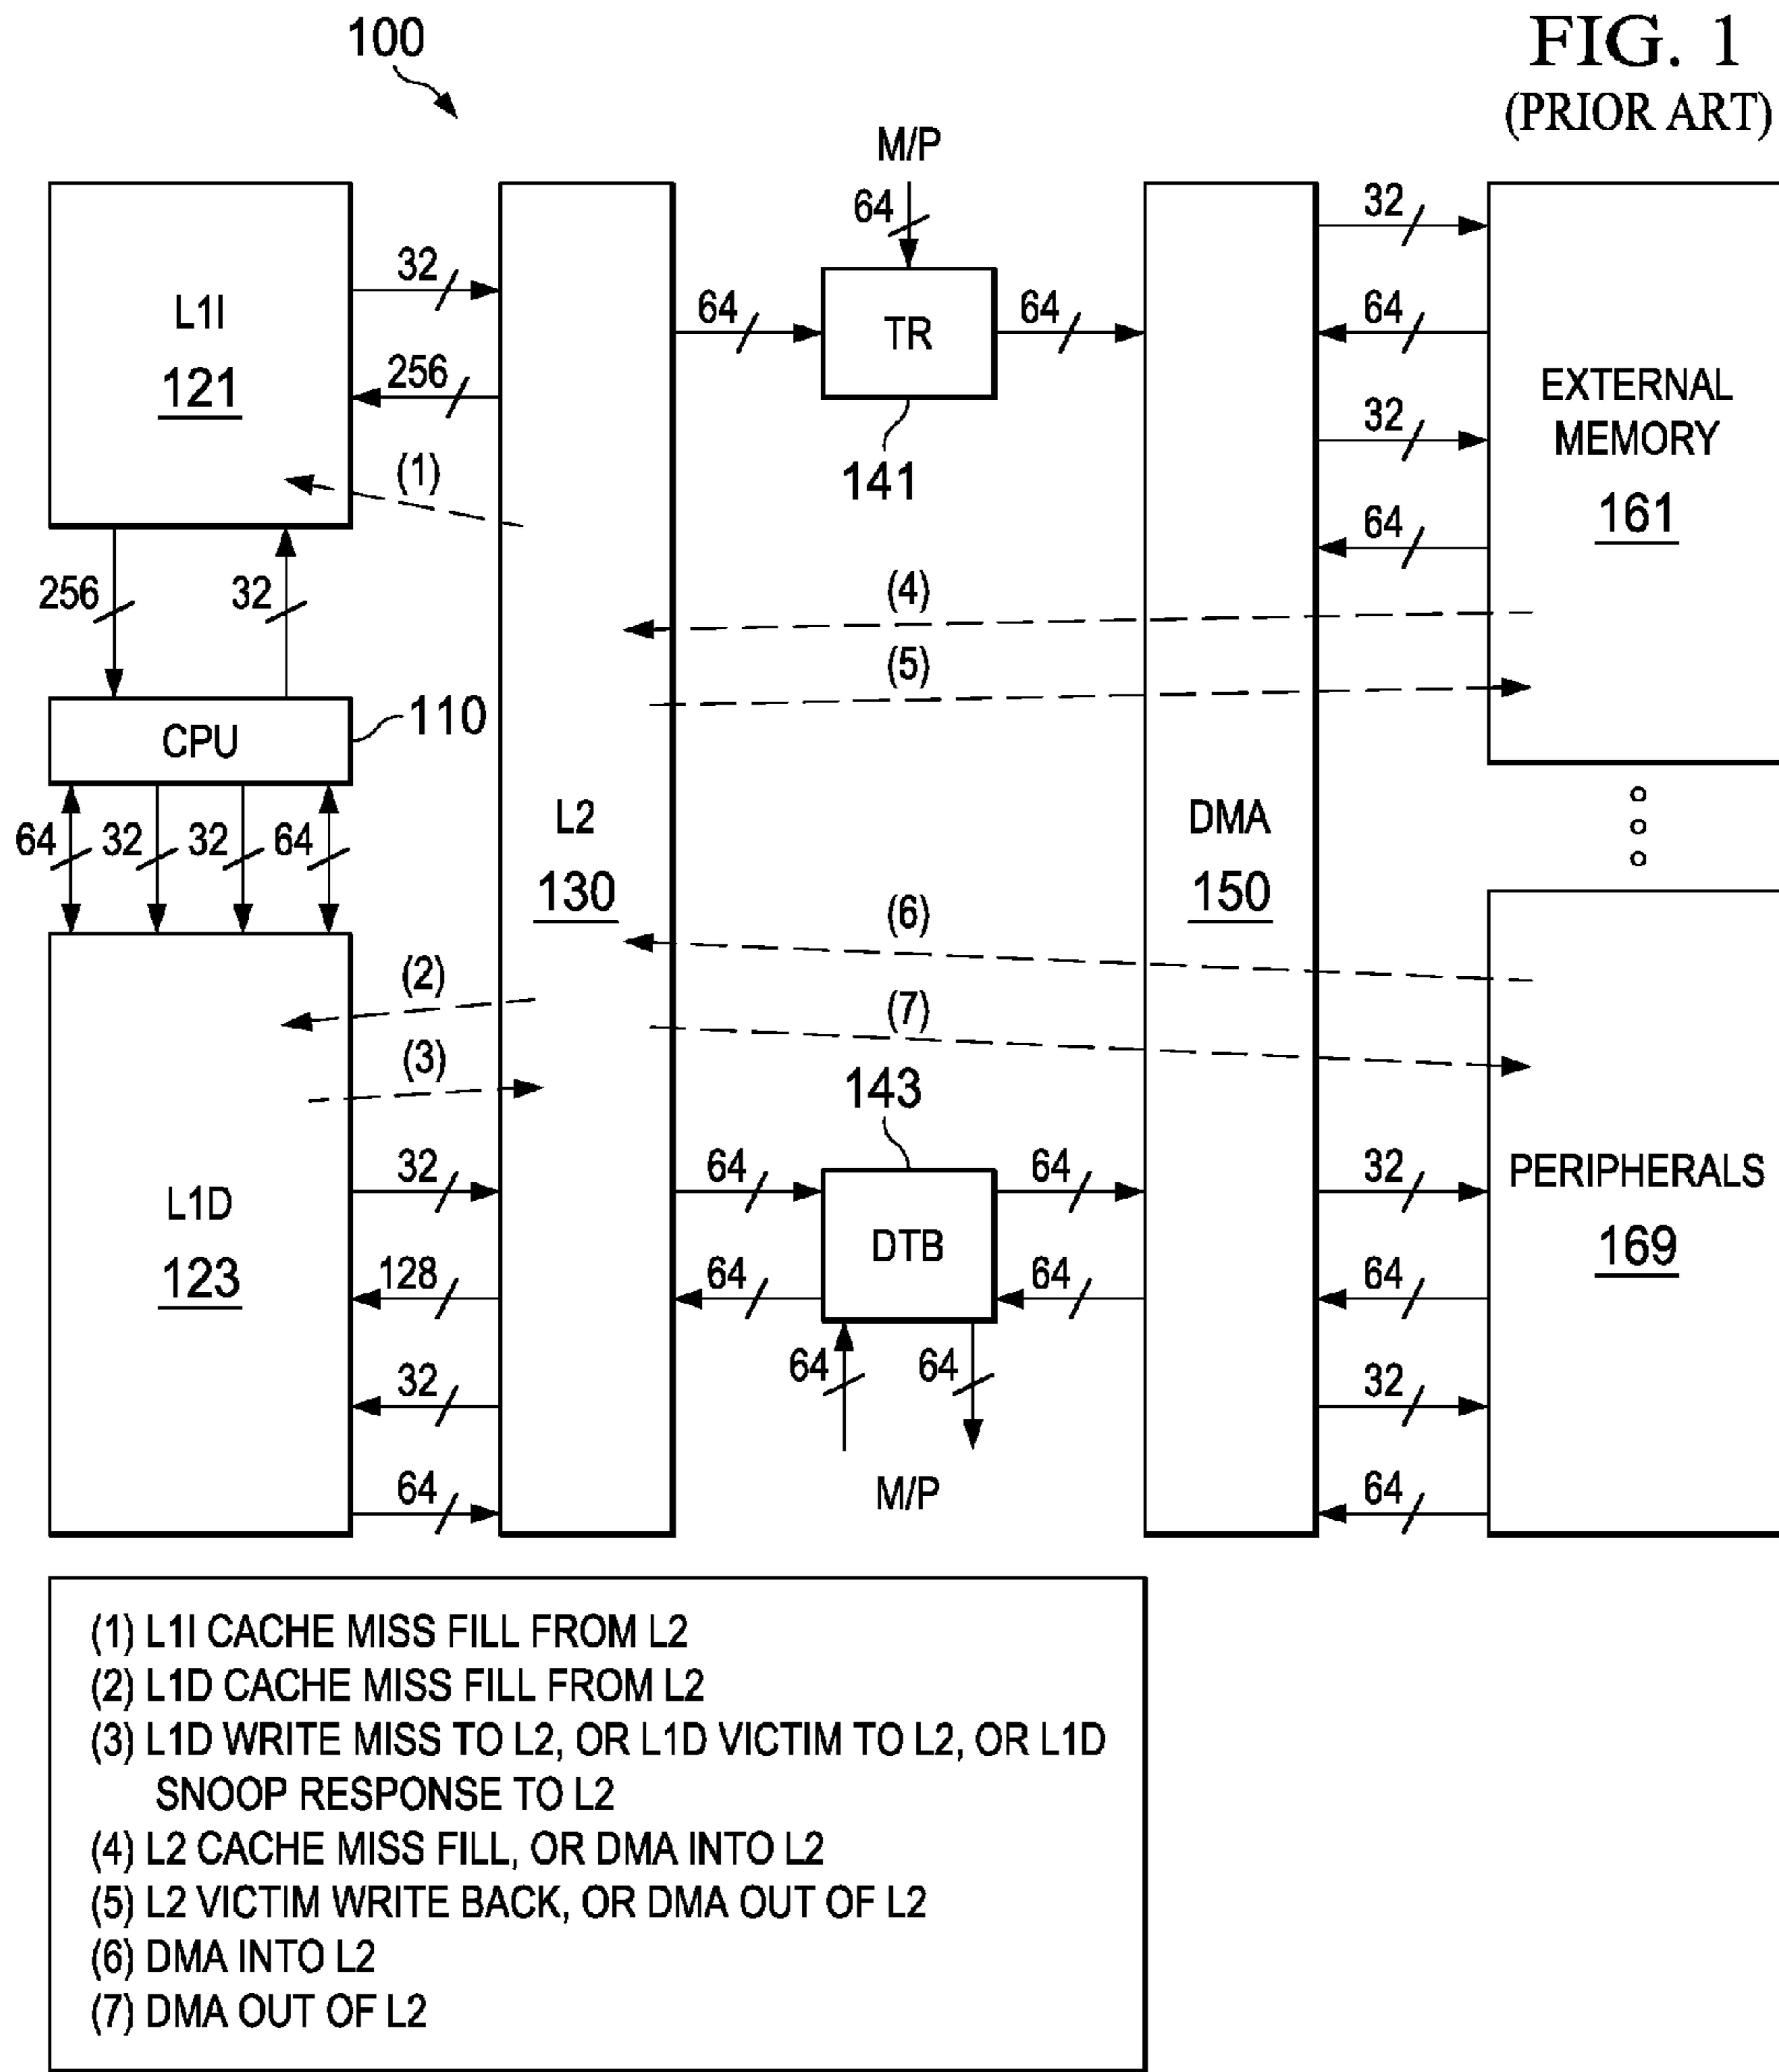 FIG. 1
(PRIOR ART)
100
M/P
64
32
L1I
121
32
256
64
TR
64
141
64
32
64
EXTERNAL
MEMORY
161
(1)
256
32
(4)
(5)
CPU
110
64
32
32
64
L2
130
DMA
150
(6)
(7)
(2)
(3)
143
L1D
123
32
128
32
64
64
64
DTB
64
64
64
64
M/P
PERIPHERALS
169
32
64
32
64
(1) L1I CACHE MISS FILL FROM L2
(2) L1D CACHE MISS FILL FROM L2
(3) L1D WRITE MISS TO L2, OR L1D VICTIM TO L2, OR L1D
SNOOP RESPONSE TO L2
(4) L2 CACHE MISS FILL, OR DMA INTO L2
(5) L2 VICTIM WRITE BACK, OR DMA OUT OF L2
(6) DMA INTO L2
(7) DMA OUT OF L2